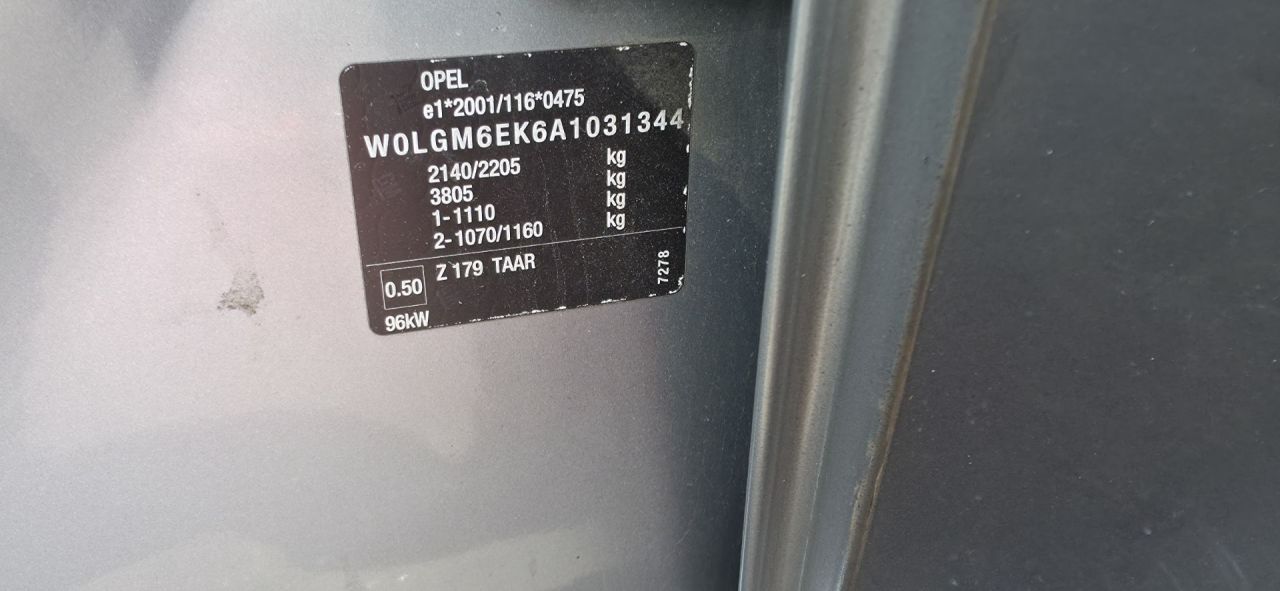 OPEL
e1*2001/116*0475
W0LGM6EK6A1031344
2140/2205 kg
3805 kg
1-1110 kg
2-1070/1160 kg
0.50 Z 179 TAAR
7278
96kW